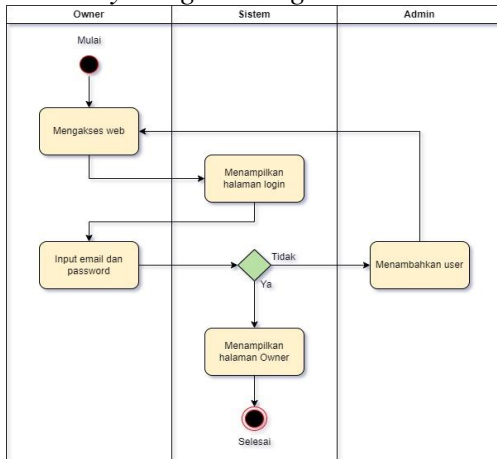 Owner
Sistem
Admin
Mulai
Mengakses web
Menampilkan
halaman login
Input email dan
password
Tidak
Ya
Menambahkan user
Menampilkan
halaman Owner
Selesai